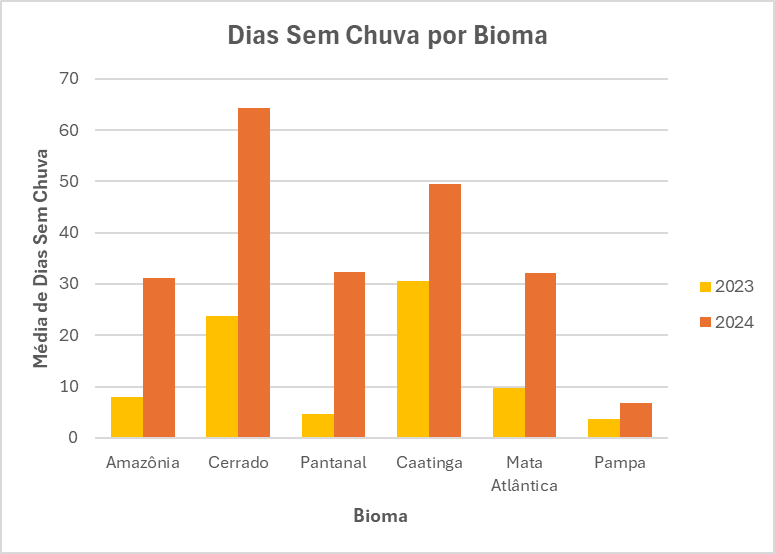 Dias Sem Chuva por Bioma
Média de Dias Sem Chuva
70
60
50
40
30
20
10
0
Amazônia
Cerrado
Pantanal
Caatinga
Mata
Atlântica
Pampa
Bioma
2023
2024